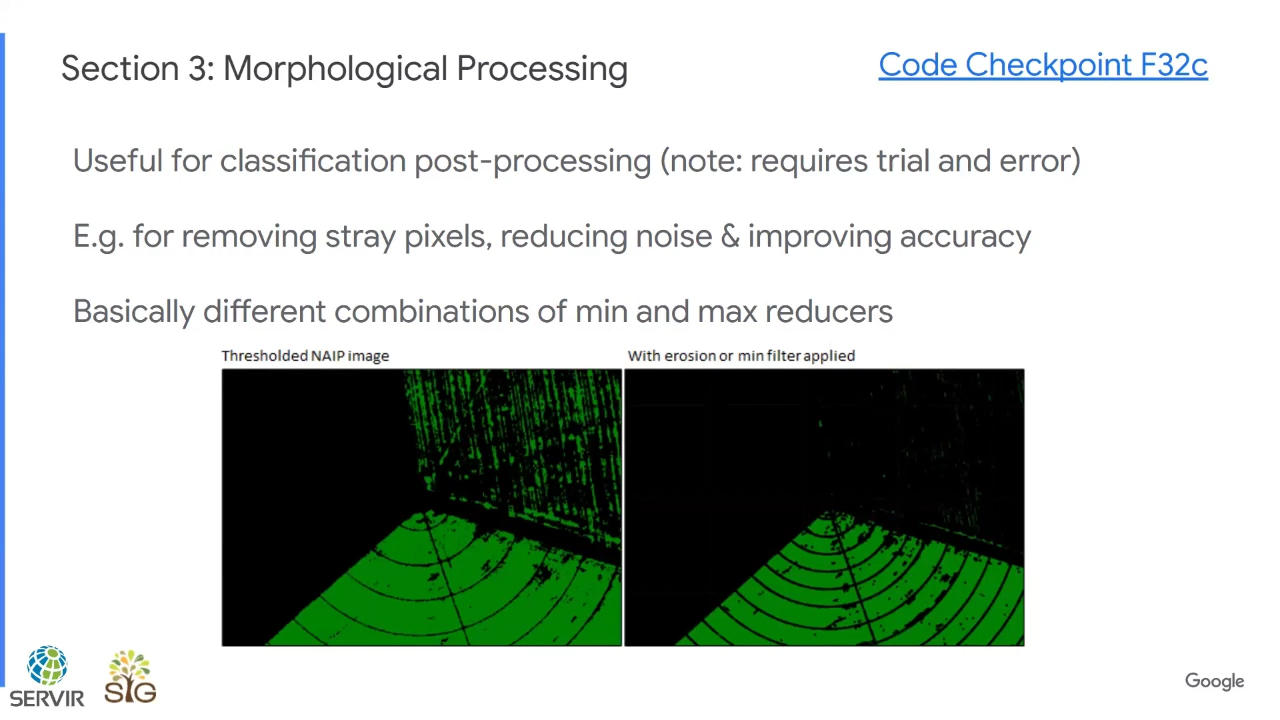 Section 3: Morphological Processing
Code Checkpoint F32c
Useful for classification post-processing (note: requires trial and error)
E.g. for removing stray pixels, reducing noise & improving accuracy
Basically different combinations of min and max reducers
Thresholded NAIP image
With erosion or min filter applied
SERVIR
SIG
Google